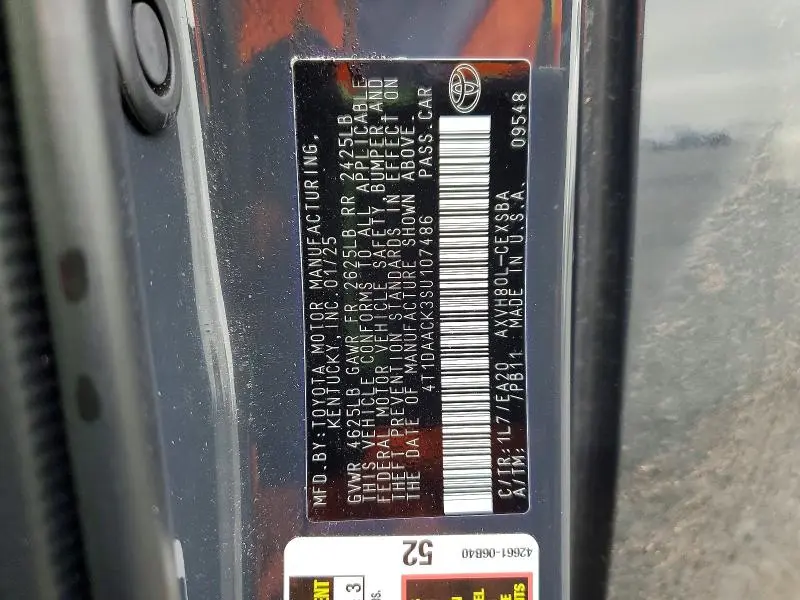 MFD.BY:TOYOTA MOTOR MANUFACTURING,
KENTUCKY, INC.01/25
GVWR 4625LB GAWR FR 2625LB RR 2425LB
THIS VEHICLE CONFORMS TO ALL APPLICABLE
FEDERAL MOTOR VEHICLE SAFETY, BUMPER, AND
THEFT PREVENTION STANDARDS IN EFFECT ON
THE DATE OF MANUFACTURE SHOWN ABOVE.
4T1DAACK3SU107486 PASS.CAR
C/TR:1L7/EA20 AXVH80L-CEXSBA
A/TM: 7PB11 MADE IN U.S.A. 09548
52
42661-06B40
3